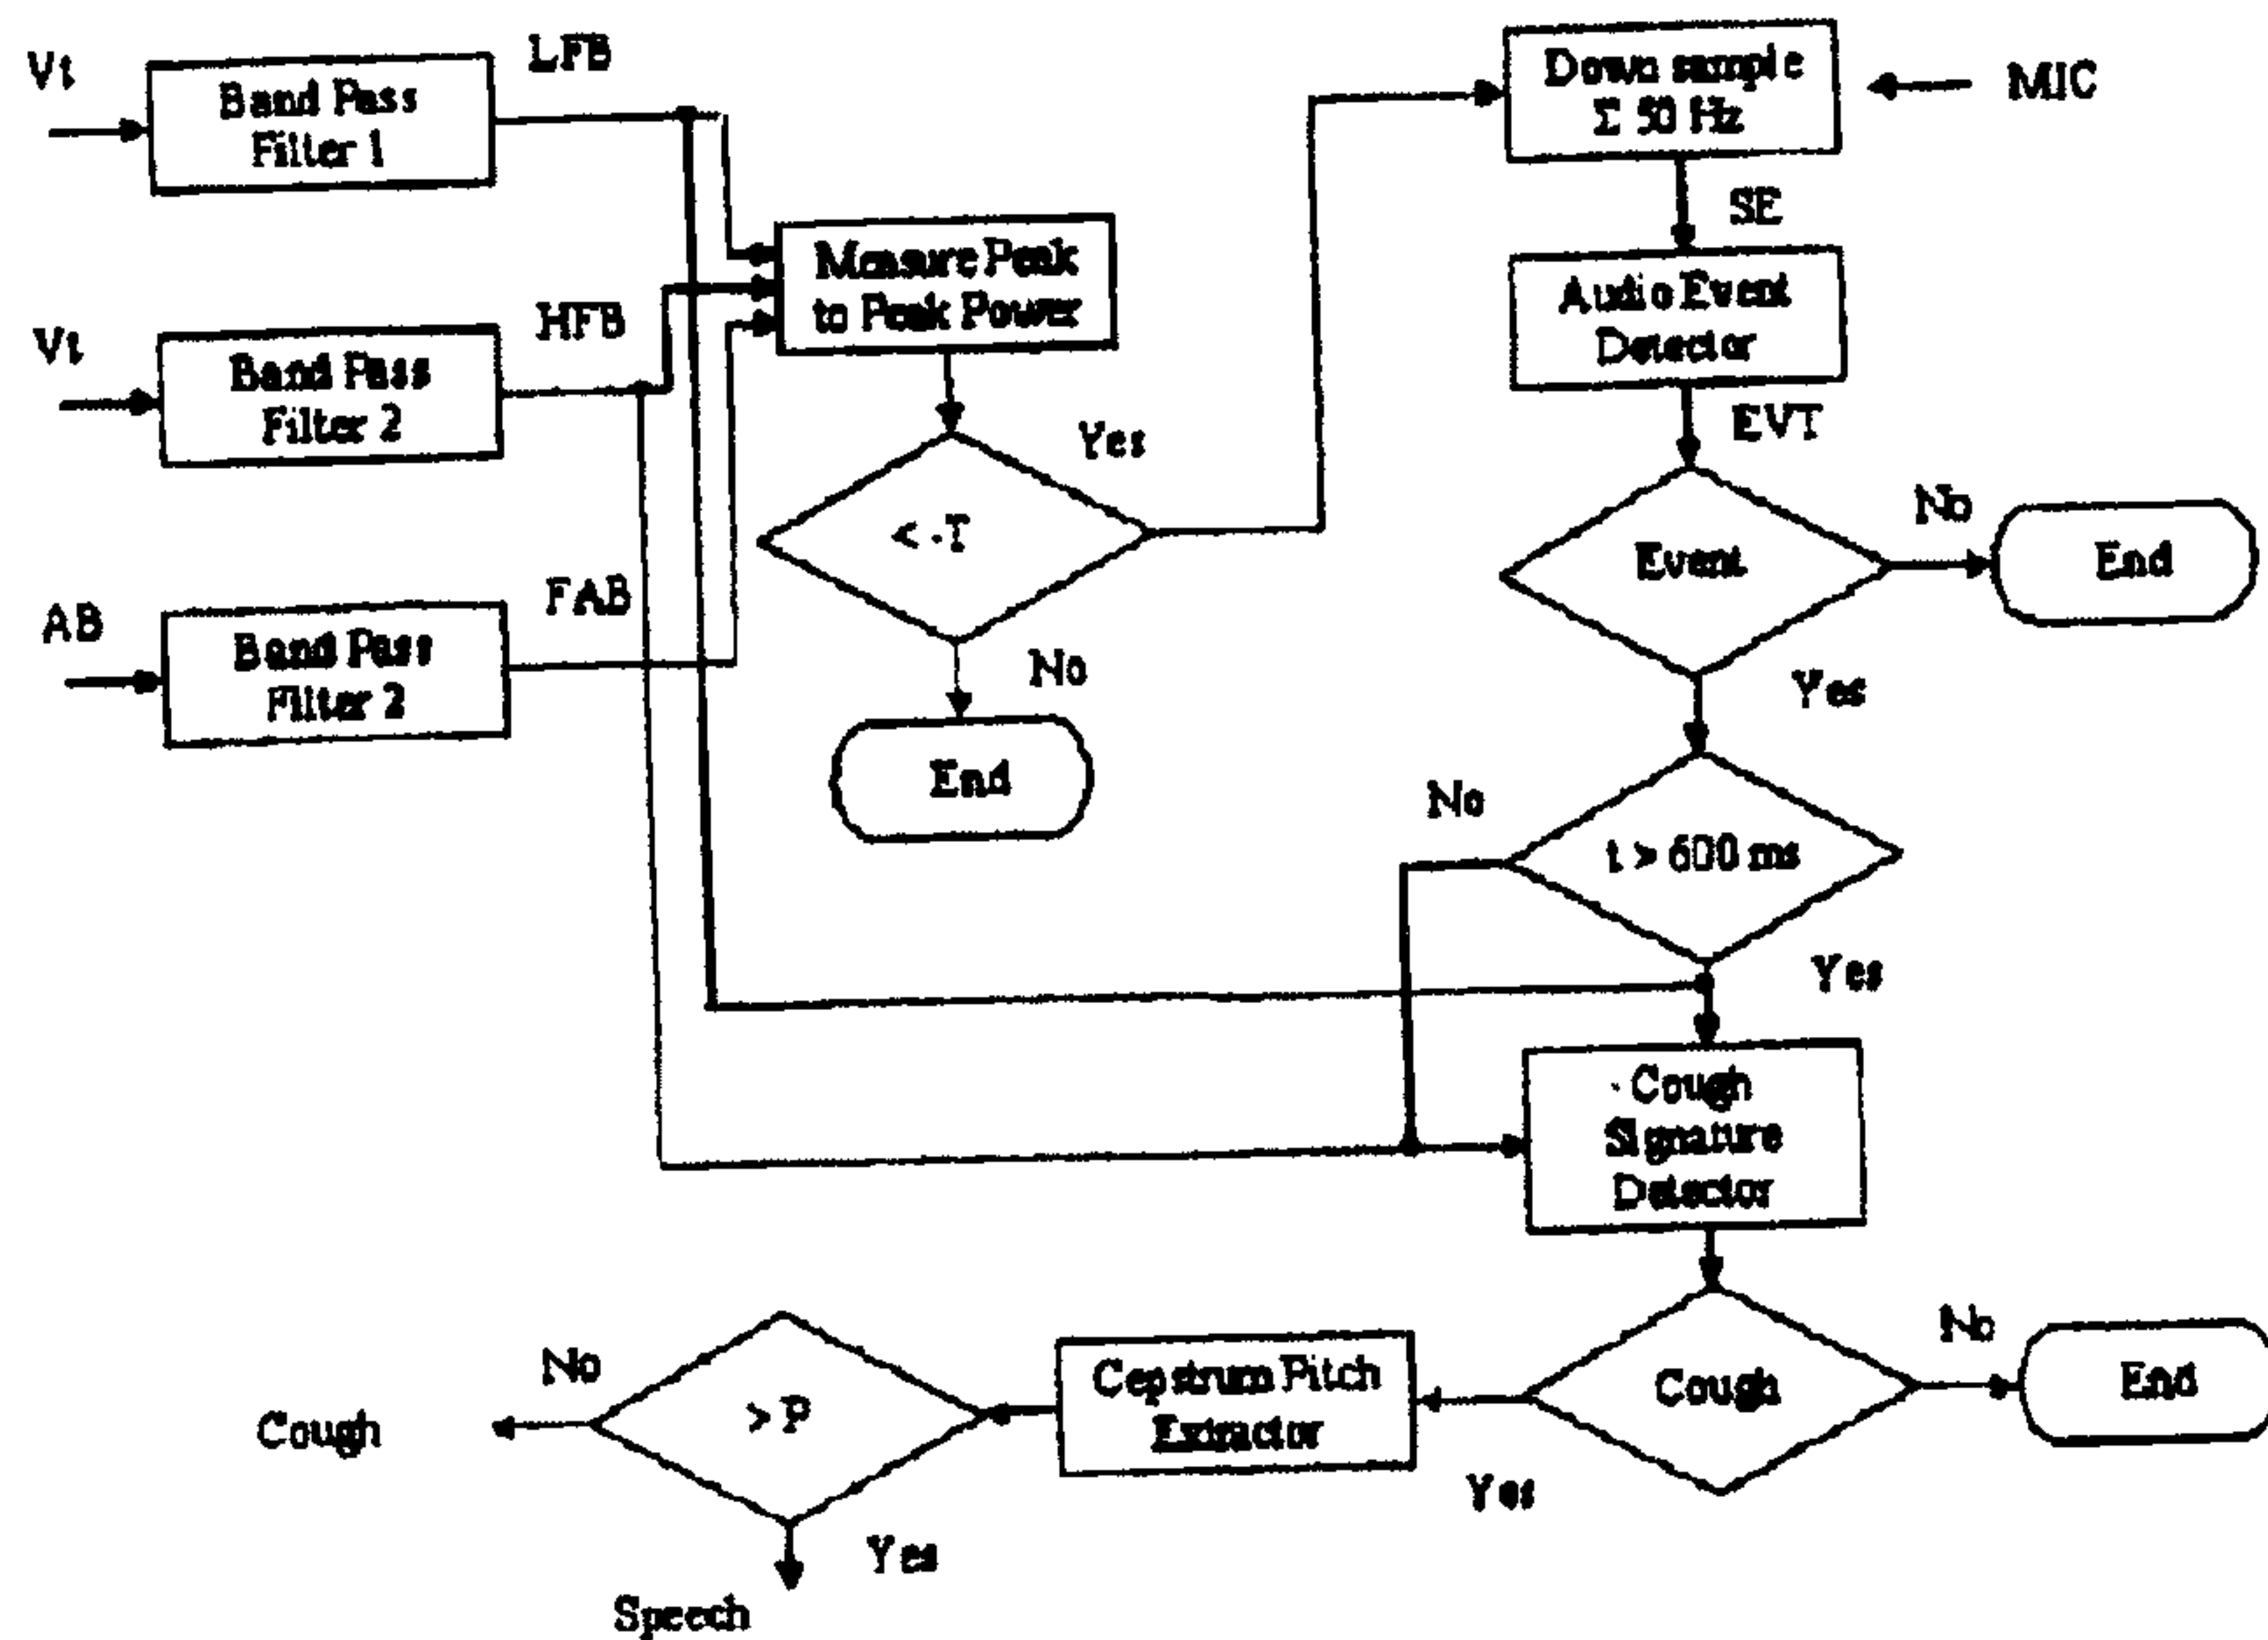 Vt
LFB
Band Pass
Filter 1
Down sample
Σ 50 Hz
MIC
SE
Measure Peak
to Peak Power
Vt
HFB
Band Pass
Filter 2
Audio Event
Detector
EVT
Yes
< -T
No
End
Event
No
End
AB
FAB
Band Pass
Filter 2
Yes
No
t > 600 ms
Yes
Cough
Signature
Detector
Cough
No
End
Yes
Cepstrum Pitch
Extractor
> P
No
Cough
Yes
Speech